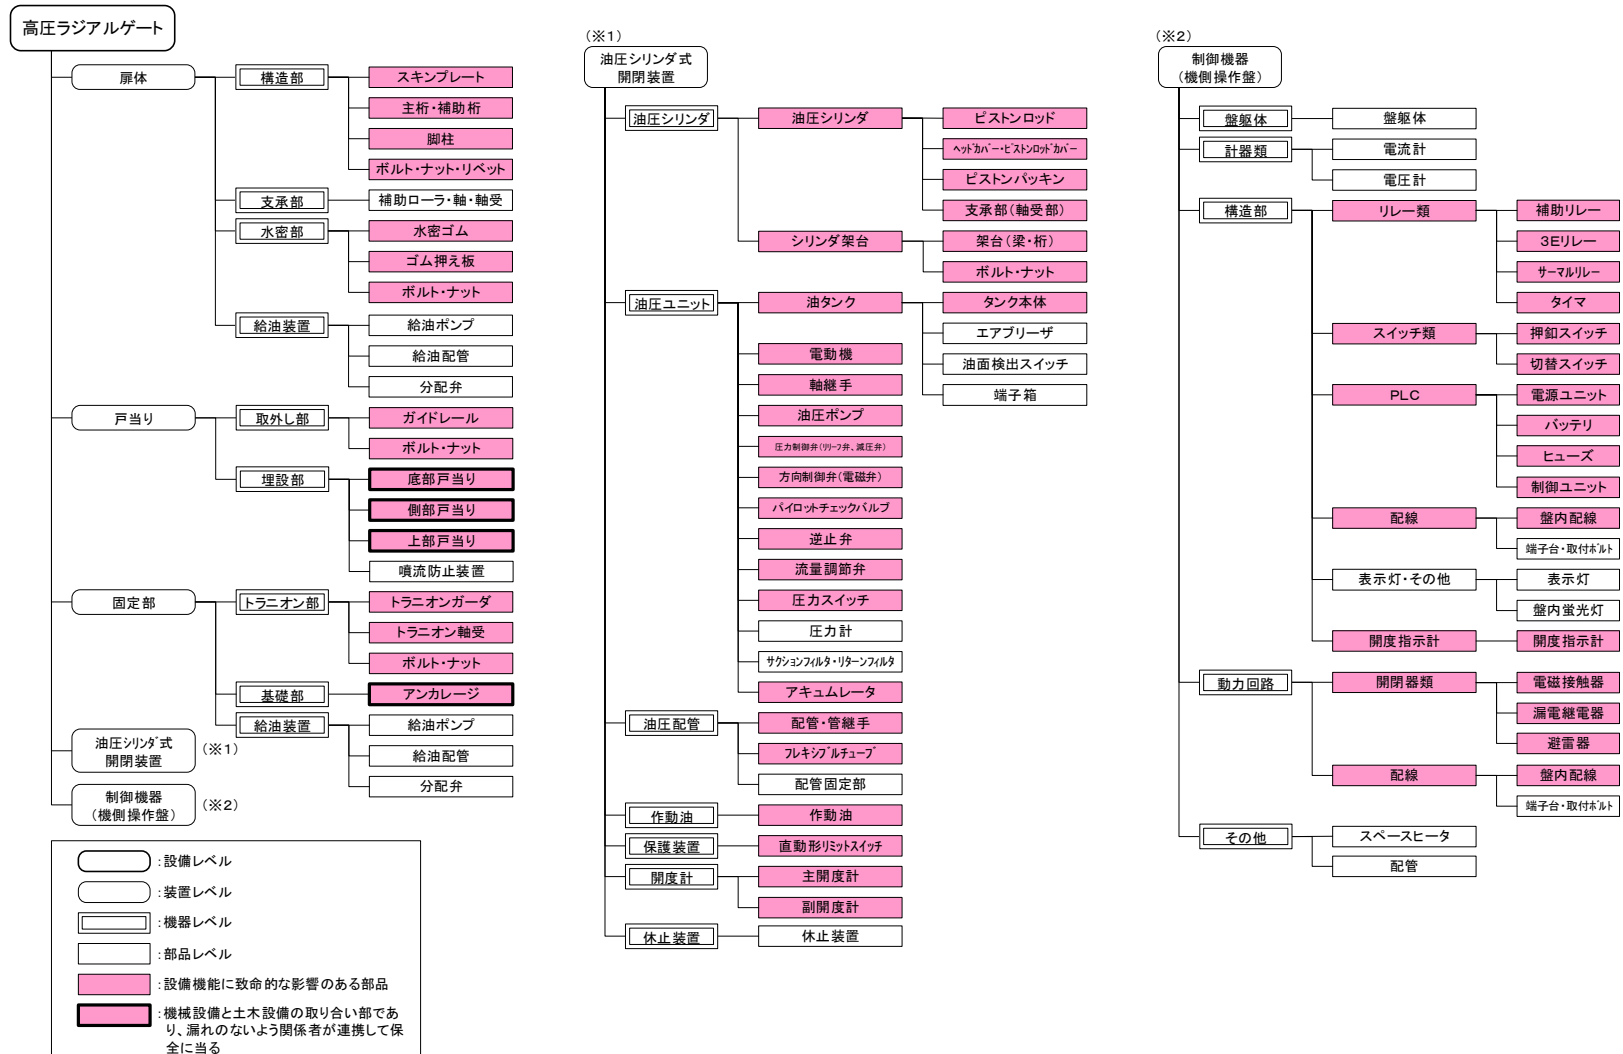 高圧ラジアルゲート
扉体
構造部
スキンプレート
主桁・補助桁
脚柱
ボルト・ナット・リベット
支承部
補助ローラ・軸・軸受
水密部
水密ゴム
ゴム押え板
ボルト・ナット
給油装置
給油ポンプ
給油配管
分配弁
戸当り
取外し部
ガイドレール
ボルト・ナット
埋設部
底部戸当り
側部戸当り
上部戸当り
噴流防止装置
固定部
トラニオン部
トラニオンガーダ
トラニオン軸受
ボルト・ナット
基礎部
アンカレージ
給油装置
給油ポンプ
給油配管
分配弁
油圧シリンダ式
開閉装置
(※1)
制御機器
(機側操作盤)
(※2)
:設備レベル
:装置レベル
:機器レベル
:部品レベル
:設備機能に致命的な影響のある部品
:機械設備と土木設備の取り合い部であ
り、漏れのないよう関係者が連携して保
全に当る
(※1)
油圧シリンダ式
開閉装置
油圧シリンダ
油圧シリンダ
ピストンロッド
ヘッドカバー・ピストンロッドカバー
ピストンパッキン
支承部(軸受部)
シリンダ架台
架台(梁・桁)
ボルト・ナット
油圧ユニット
油タンク
タンク本体
エアブリーザ
油面検出スイッチ
端子箱
電動機
軸継手
油圧ポンプ
圧力制御弁(リリーフ弁、減圧弁)
方向制御弁(電磁弁)
パイロットチェックバルブ
逆止弁
流量調節弁
圧力スイッチ
圧力計
サクションフィルタ・リターンフィルタ
アキュムレータ
油圧配管
配管・管継手
フレキシブルチューブ
配管固定部
作動油
作動油
保護装置
直動形リミットスイッチ
開度計
主開度計
副開度計
休止装置
休止装置
(※2)
制御機器
(機側操作盤)
盤躯体
盤躯体
計器類
電流計
電圧計
構造部
リレー類
補助リレー
3Eリレー
サーマルリレー
タイマ
スイッチ類
押釦スイッチ
切替スイッチ
PLC
電源ユニット
バッテリ
ヒューズ
制御ユニット
配線
盤内配線
端子台・取付ボルト
表示灯・その他
表示灯
盤内蛍光灯
開度指示計
開度指示計
動力回路
開閉器類
電磁接触器
漏電継電器
避雷器
配線
盤内配線
端子台・取付ボルト
その他
スペースヒータ
配管